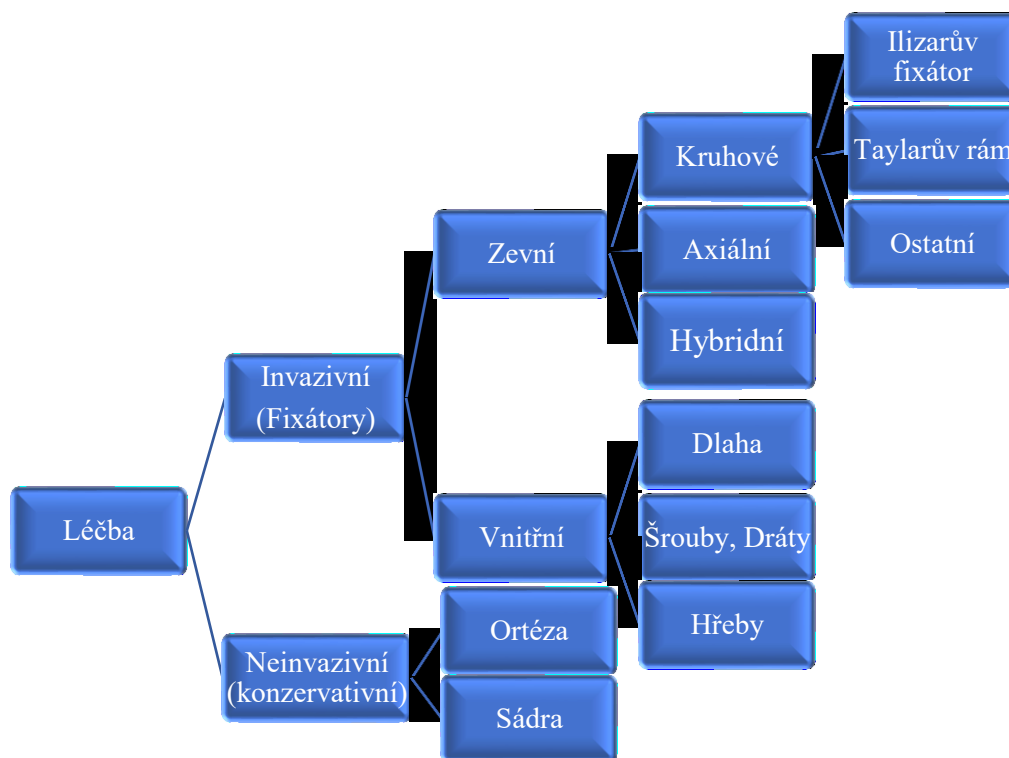 Léčba
Invazivní
(Fixátory)
Zevní
Kruhové
Ilizarův
fixátor
Taylarův rám
Ostatní
Axiální
Hybridní
Vnitřní
Dlaha
Šrouby, Dráty
Hřeby
Neinvazivní
(konzervativní)
Ortéza
Sádra